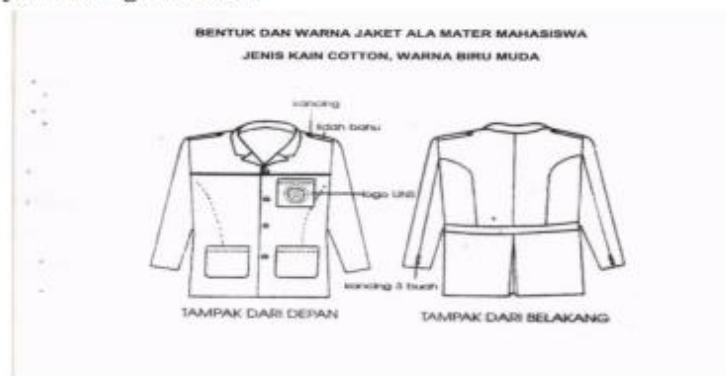 BENTUK DAN WARNA JAKET ALA MATER MAHASISWA
JENIS KAIN COTTON, WARNA BIRU MUDA
kancing
lidah bahu
logo UNS
kancing 3 buah
TAMPAK DARI DEPAN
TAMPAK DARI BELAKANG